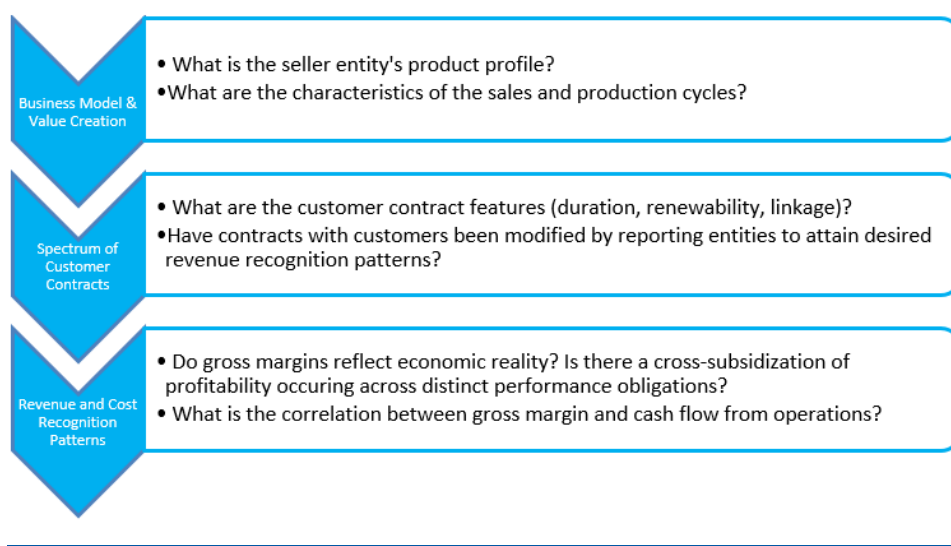 Business Model &
Value Creation
• What is the seller entity's product profile?
•What are the characteristics of the sales and production cycles?
Spectrum of
Customer
Contracts
• What are the customer contract features (duration, renewability, linkage)?
•Have contracts with customers been modified by reporting entities to attain desired
revenue recognition patterns?
Revenue and Cost
Recognition
Patterns
• Do gross margins reflect economic reality? Is there a cross-subsidization of
profitability occuring across distinct performance obligations?
• What is the correlation between gross margin and cash flow from operations?